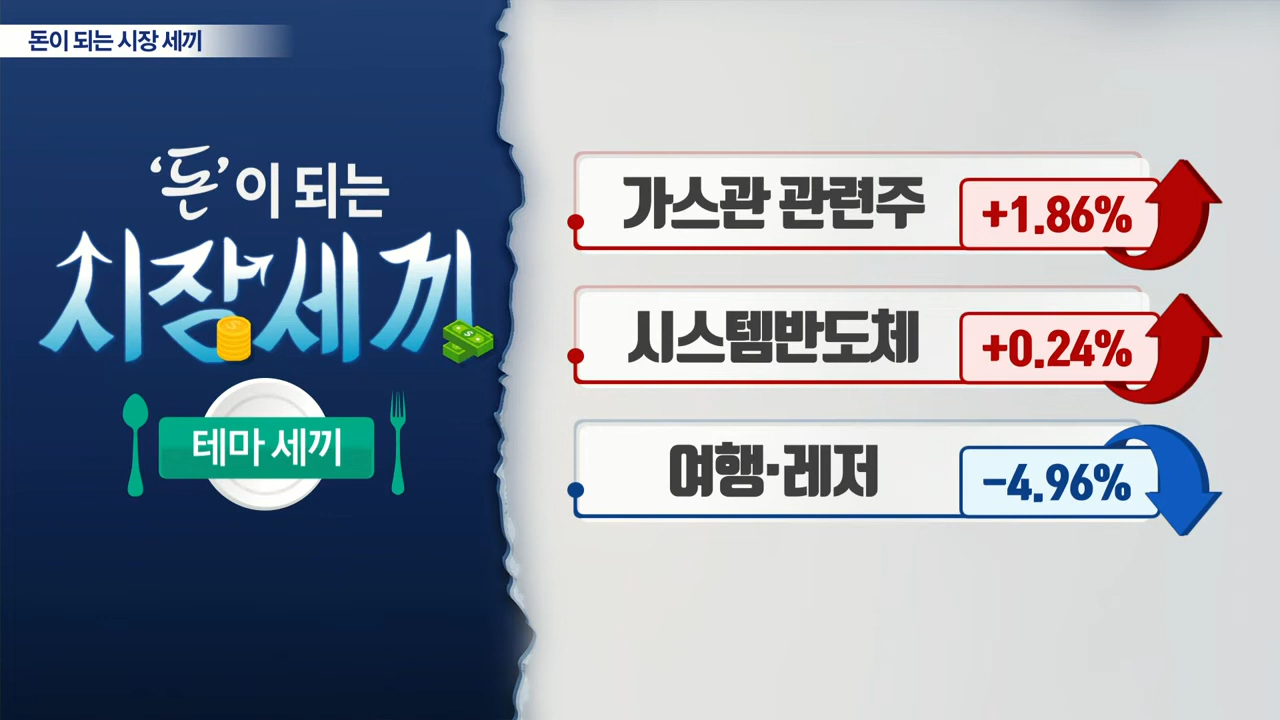 돈이 되는 시장 세끼
‘돈’이 되는
시장세끼
테마 세끼
가스관 관련주 +1.86%
시스템반도체 +0.24%
여행·레저 -4.96%